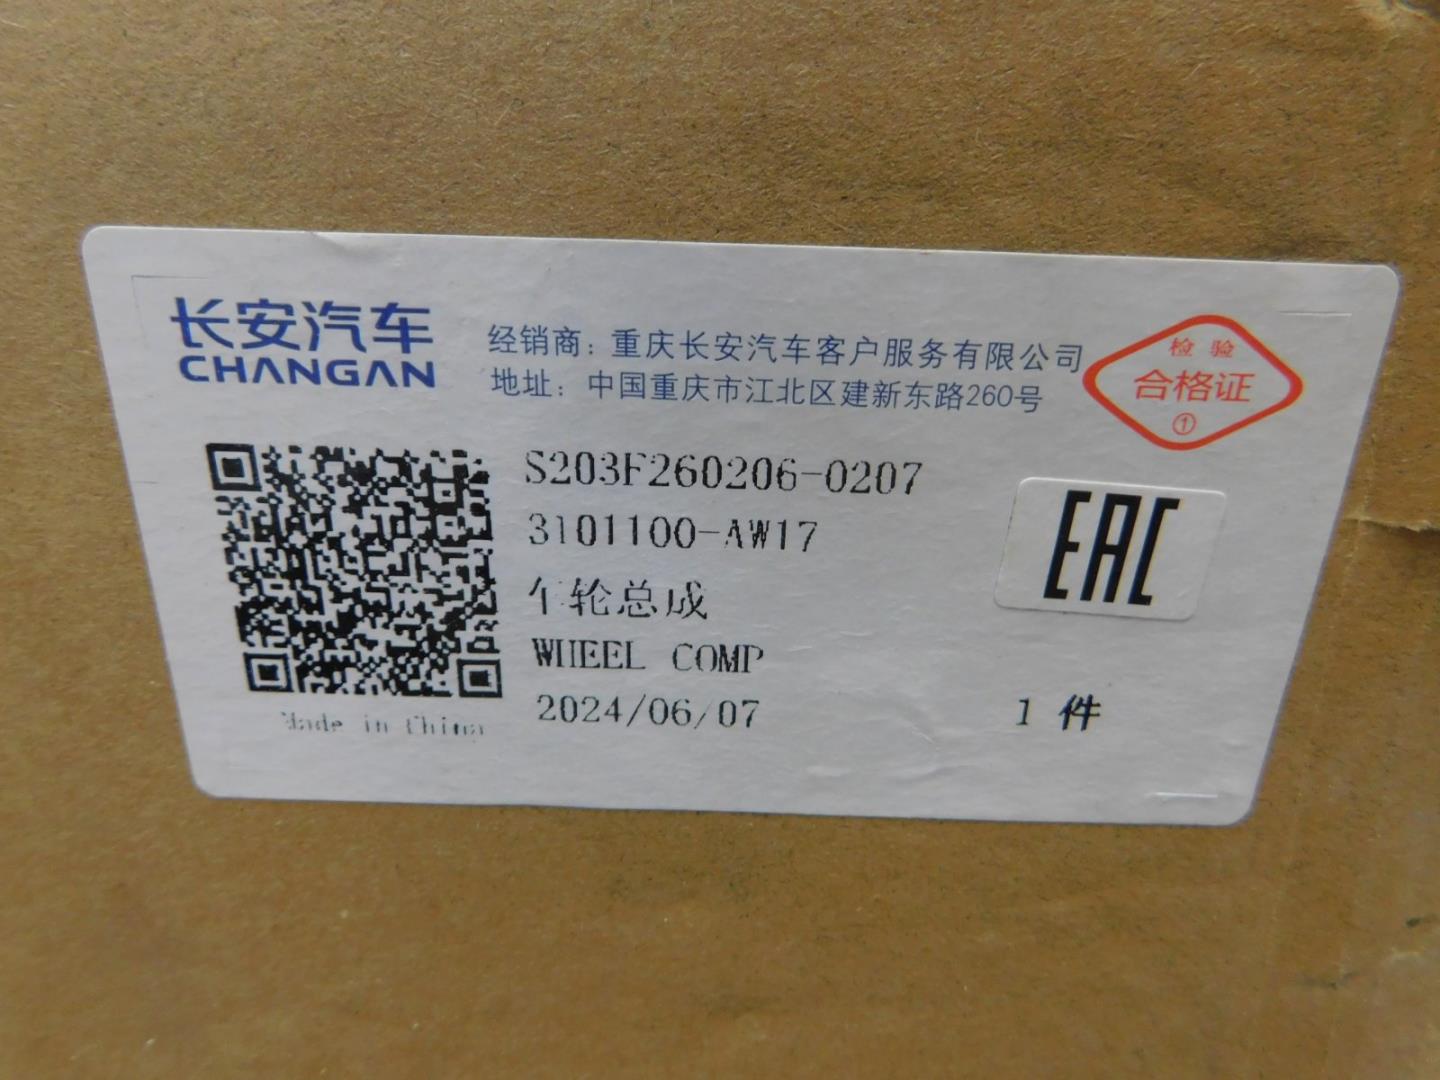 长安汽车
CHANGAN
经销商：重庆长安汽车客户服务有限公司
地址：中国重庆市江北区建新东路260号
检 验
合格证
①
S203F260206-0207
3101100-AW17
车轮总成
WHEEL COMP
2024/06/07
1 件
EAC
Made in China